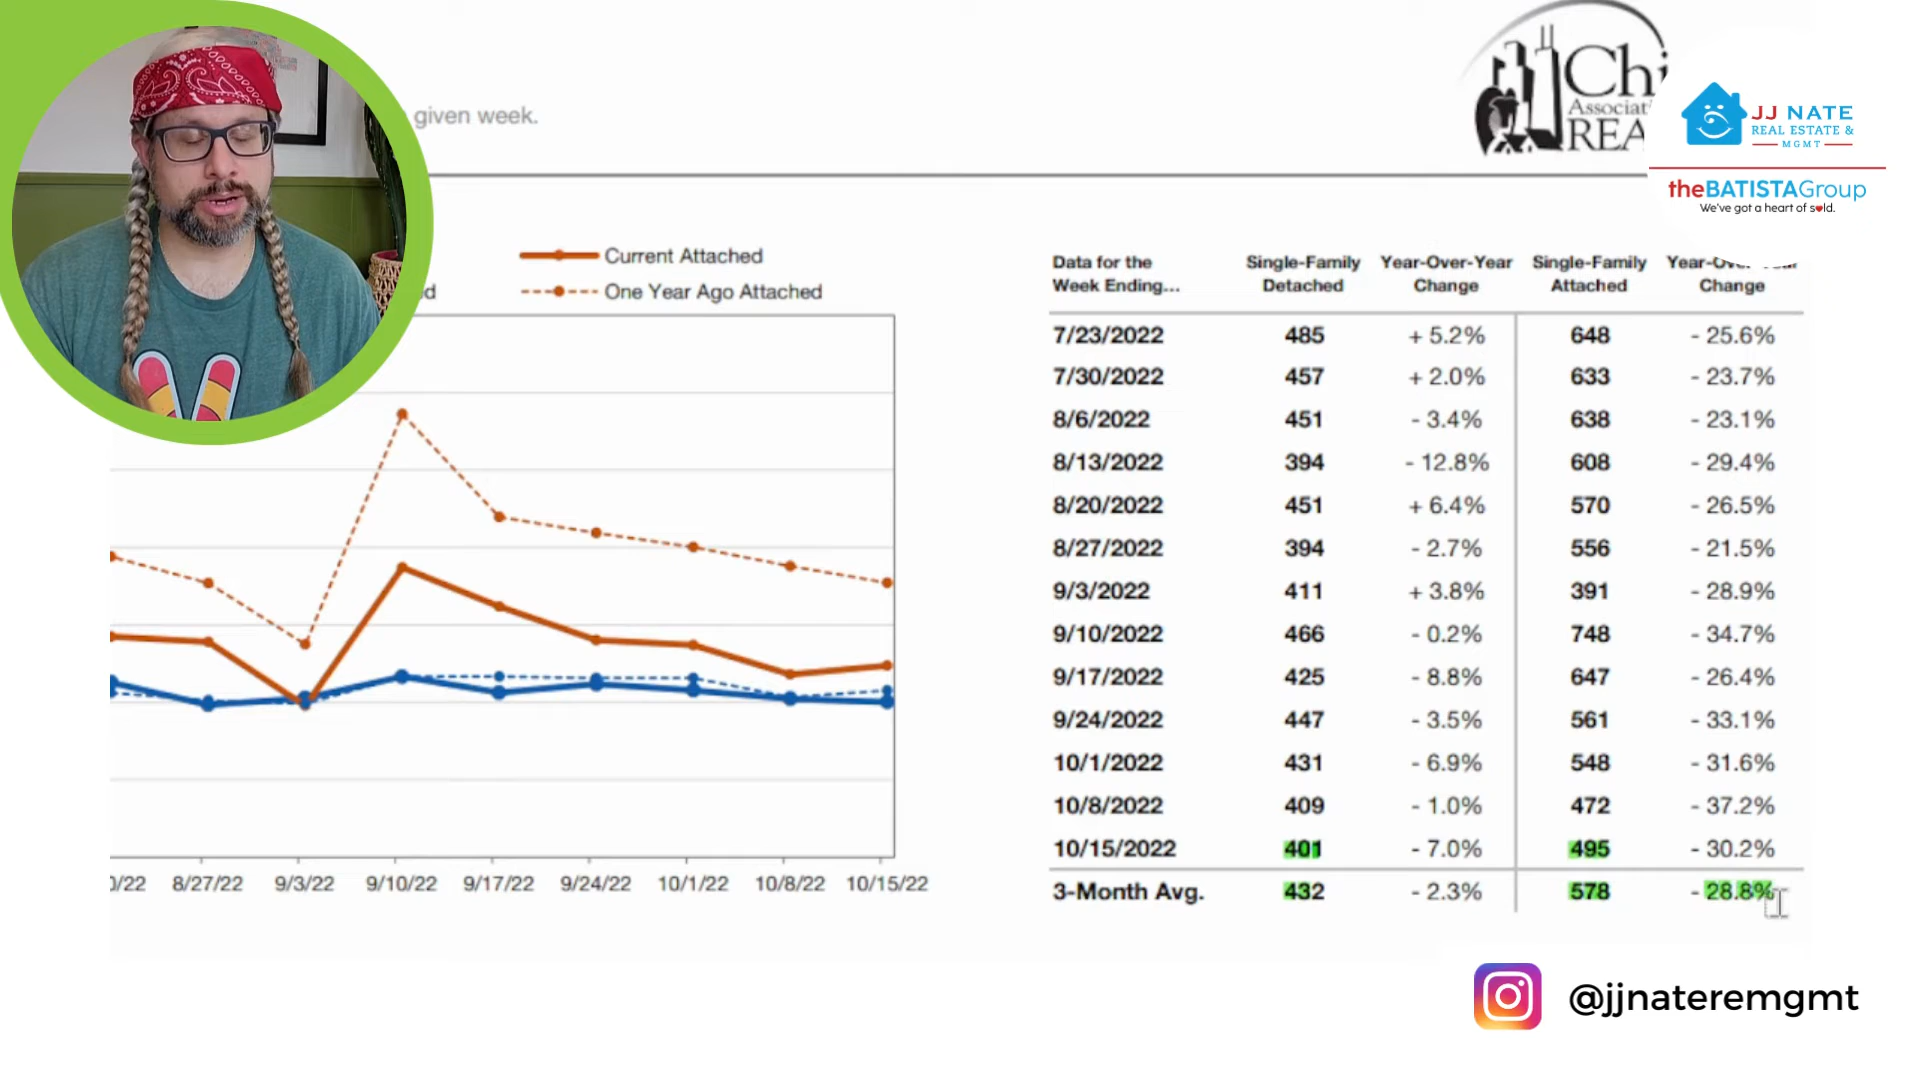 given week.
Chi
Associat
REA
JJ NATE
REAL ESTATE &
MGMT
theBATISTAGroup
We've got a heart of sold.
Current Attached
One Year Ago Attached
Data for the Week Ending... Single-Family Detached Year-Over-Year Change Single-Family Attached Year-Over-Year Change
7/23/2022 485 + 5.2% 648 - 25.6%
7/30/2022 457 + 2.0% 633 - 23.7%
8/6/2022 451 - 3.4% 638 - 23.1%
8/13/2022 394 - 12.8% 608 - 29.4%
8/20/2022 451 + 6.4% 570 - 26.5%
8/27/2022 394 - 2.7% 556 - 21.5%
9/3/2022 411 + 3.8% 391 - 28.9%
9/10/2022 466 - 0.2% 748 - 34.7%
9/17/2022 425 - 8.8% 647 - 26.4%
9/24/2022 447 - 3.5% 561 - 33.1%
10/1/2022 431 - 6.9% 548 - 31.6%
10/8/2022 409 - 1.0% 472 - 37.2%
10/15/2022 401 - 7.0% 495 - 30.2%
3-Month Avg. 432 - 2.3% 578 - 28.8%
0/22 8/27/22 9/3/22 9/10/22 9/17/22 9/24/22 10/1/22 10/8/22 10/15/22
@jjnateremgmt